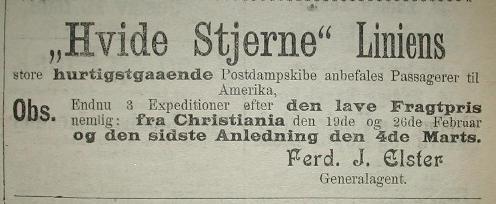 „Hvide Stjerne“ Liniens
store hurtigstgaaende Postdampskibe anbefales Passagerer til
Amerika,
Obs. Endnu 3 Expeditioner efter den lave Fragtpris
nemlig: fra Christiania den 19de og 26de Februar
og den sidste Anledning den 4de Marts.
Ferd. J. Elster
Generalagent.